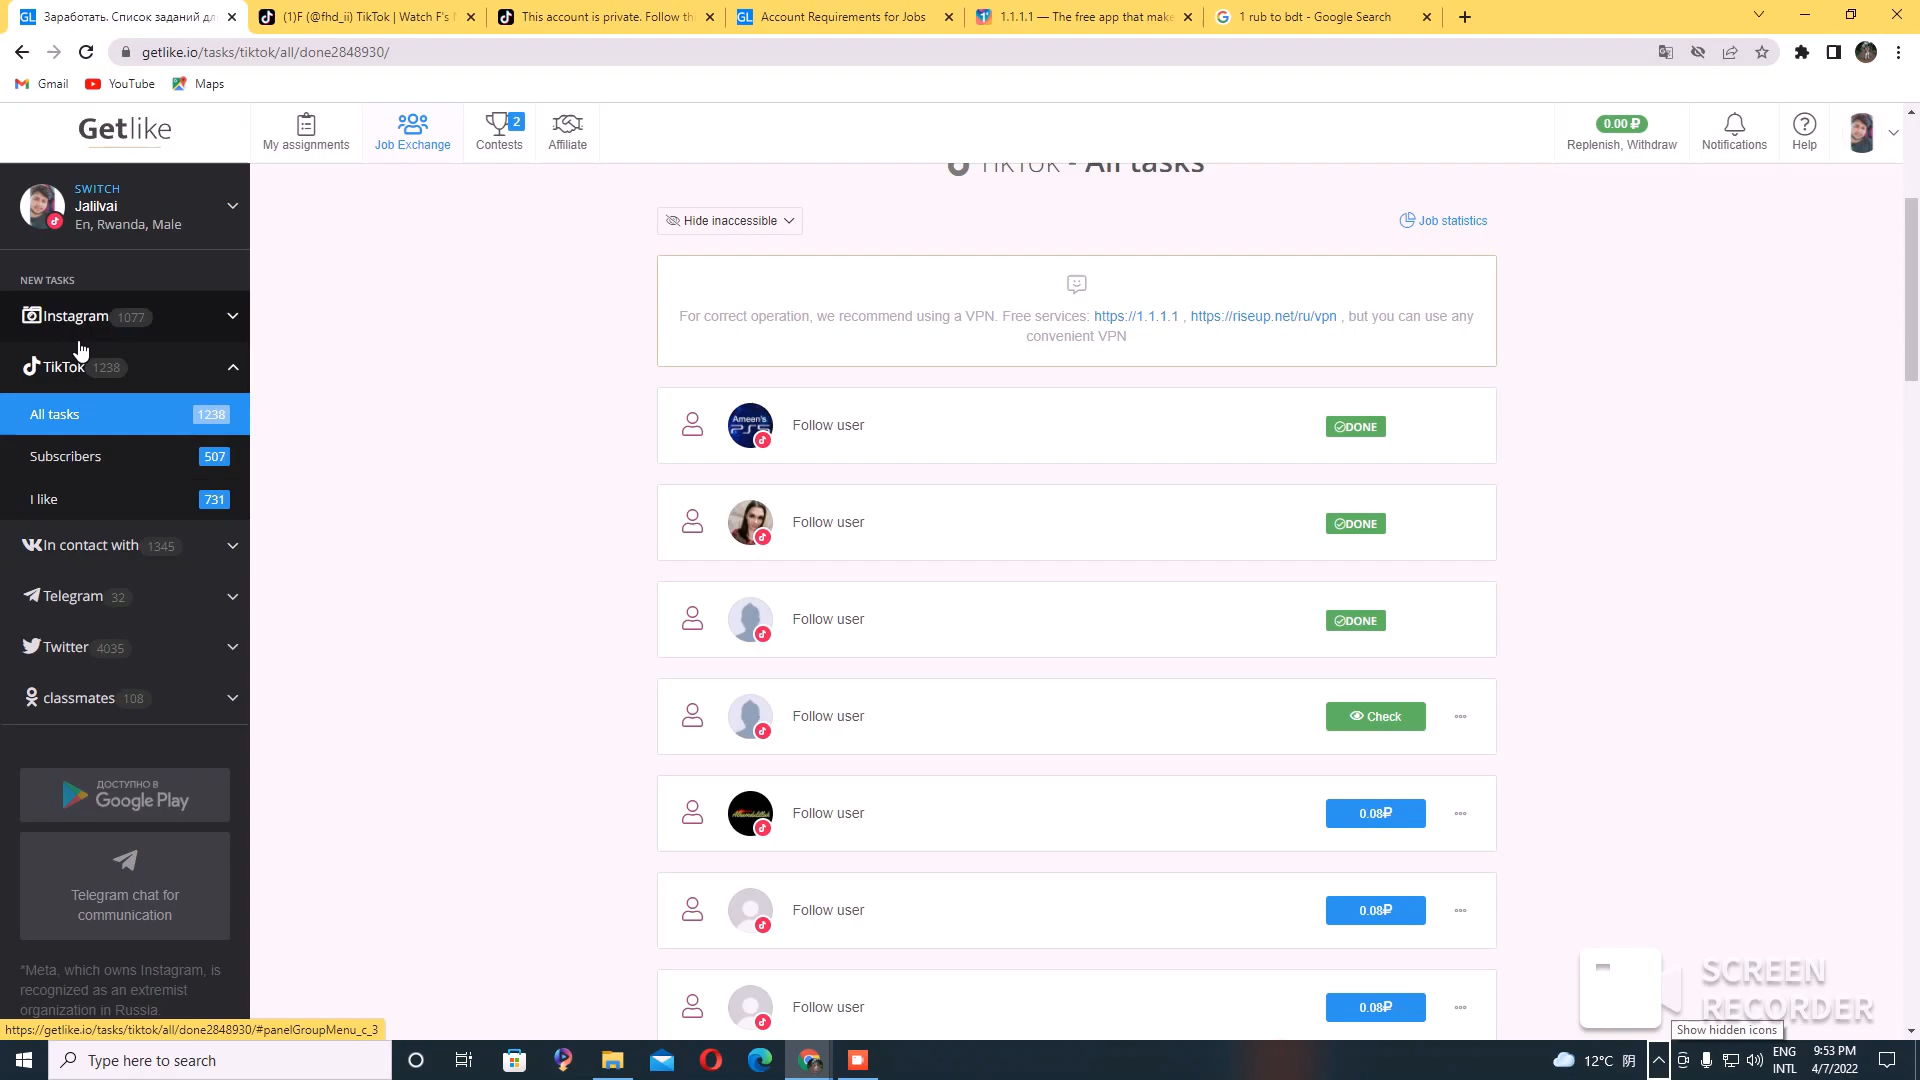 Заработать. Список заданий дл
(1)F (@fhd_ii) TikTok | Watch F's
This account is private. Follow th
Account Requirements for Jobs
1.1.1.1 — The free app that make
1 rub to bdt - Google Search
getlike.io/tasks/tiktok/all/done2848930/
Gmail
YouTube
Maps
Getlike
My assignments
Job Exchange
2
Contests
Affiliate
0.00 ₽
Replenish, Withdraw
Notifications
Help
SWITCH
Jalilvai
En, Rwanda, Male
NEW TASKS
Instagram 1077
TikTok 1238
All tasks 1238
Subscribers 507
I like 731
In contact with 1345
Telegram 32
Twitter 4035
classmates 108
ДОСТУПНО В
Google Play
Telegram chat for
communication
*Meta, which owns Instagram, is
recognized as an extremist
organization in Russia.
https://getlike.io/tasks/tiktok/all/done2848930/#panelGroupMenu_c_3
TikTok - All tasks
Hide inaccessible
Job statistics
For correct operation, we recommend using a VPN. Free services: https://1.1.1.1 , https://riseup.net/ru/vpn , but you can use any
convenient VPN
Ameen's
PS5
Follow user
DONE
Follow user
DONE
Follow user
DONE
Follow user
Check
Follow user
0.08₽
Follow user
0.08₽
Follow user
0.08₽
SCREEN
RECORDER
Show hidden icons
Type here to search
12°C 阴
ENG
INTL
9:53 PM
4/7/2022